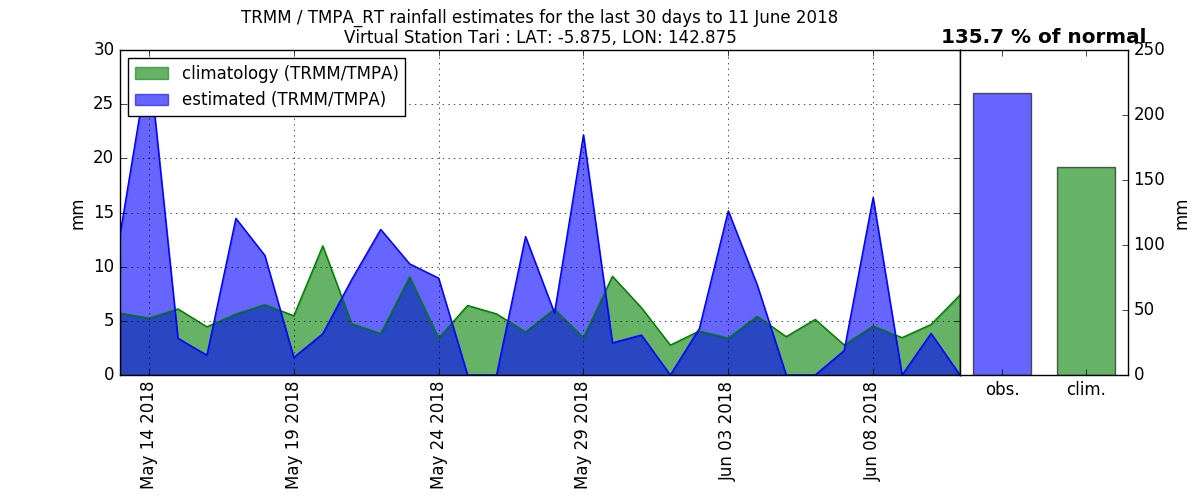 TRMM / TMPA_RT rainfall estimates for the last 30 days to 11 June 2018
Virtual Station Tari : LAT: -5.875, LON: 142.875
135.7 % of normal
climatology (TRMM/TMPA)
estimated (TRMM/TMPA)
mm
30
25
20
15
10
5
0
May 14 2018
May 19 2018
May 24 2018
May 29 2018
Jun 03 2018
Jun 08 2018
obs.
clim.
250
200
150
100
50
0
mm